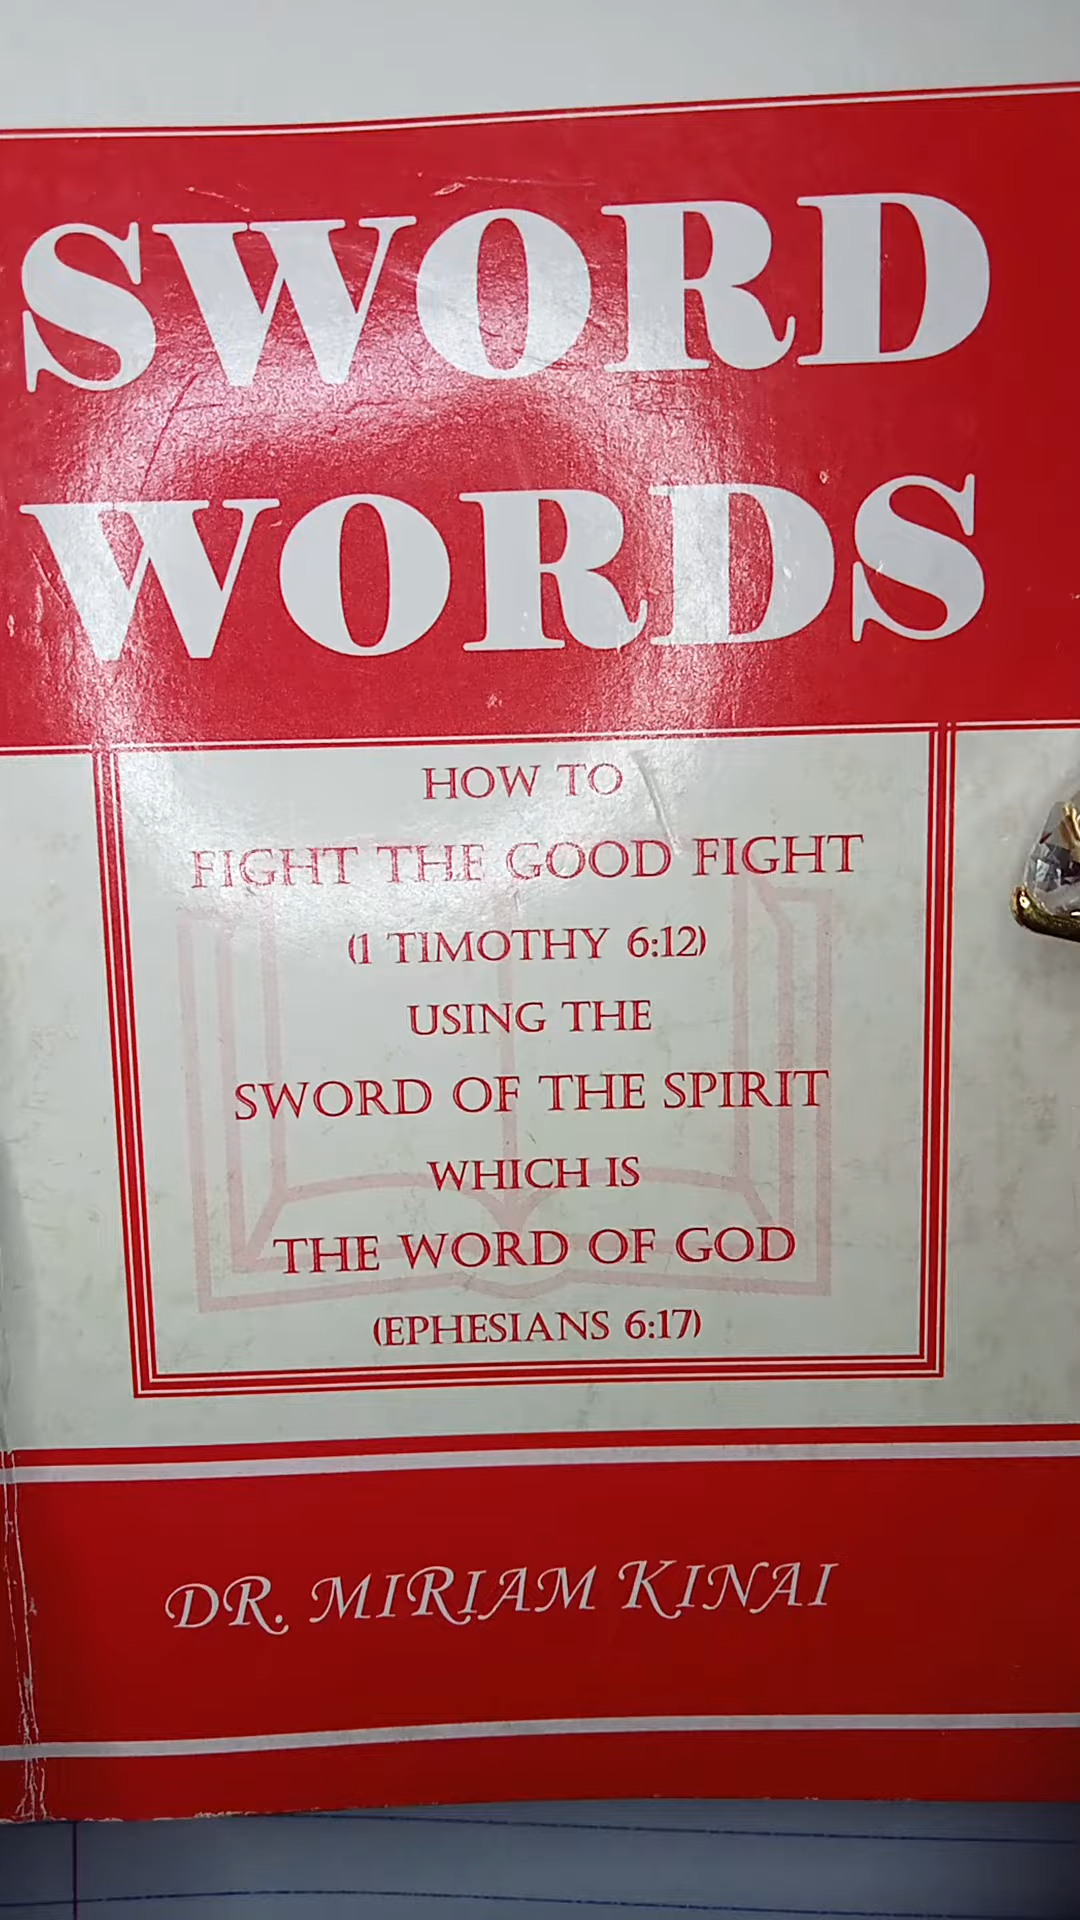 SWORD
WORDS
HOW TO
FIGHT THE GOOD FIGHT
(1 TIMOTHY 6:12)
USING THE
SWORD OF THE SPIRIT
WHICH IS
THE WORD OF GOD
(EPHESIANS 6:17)
DR. MIRIAM KINAI